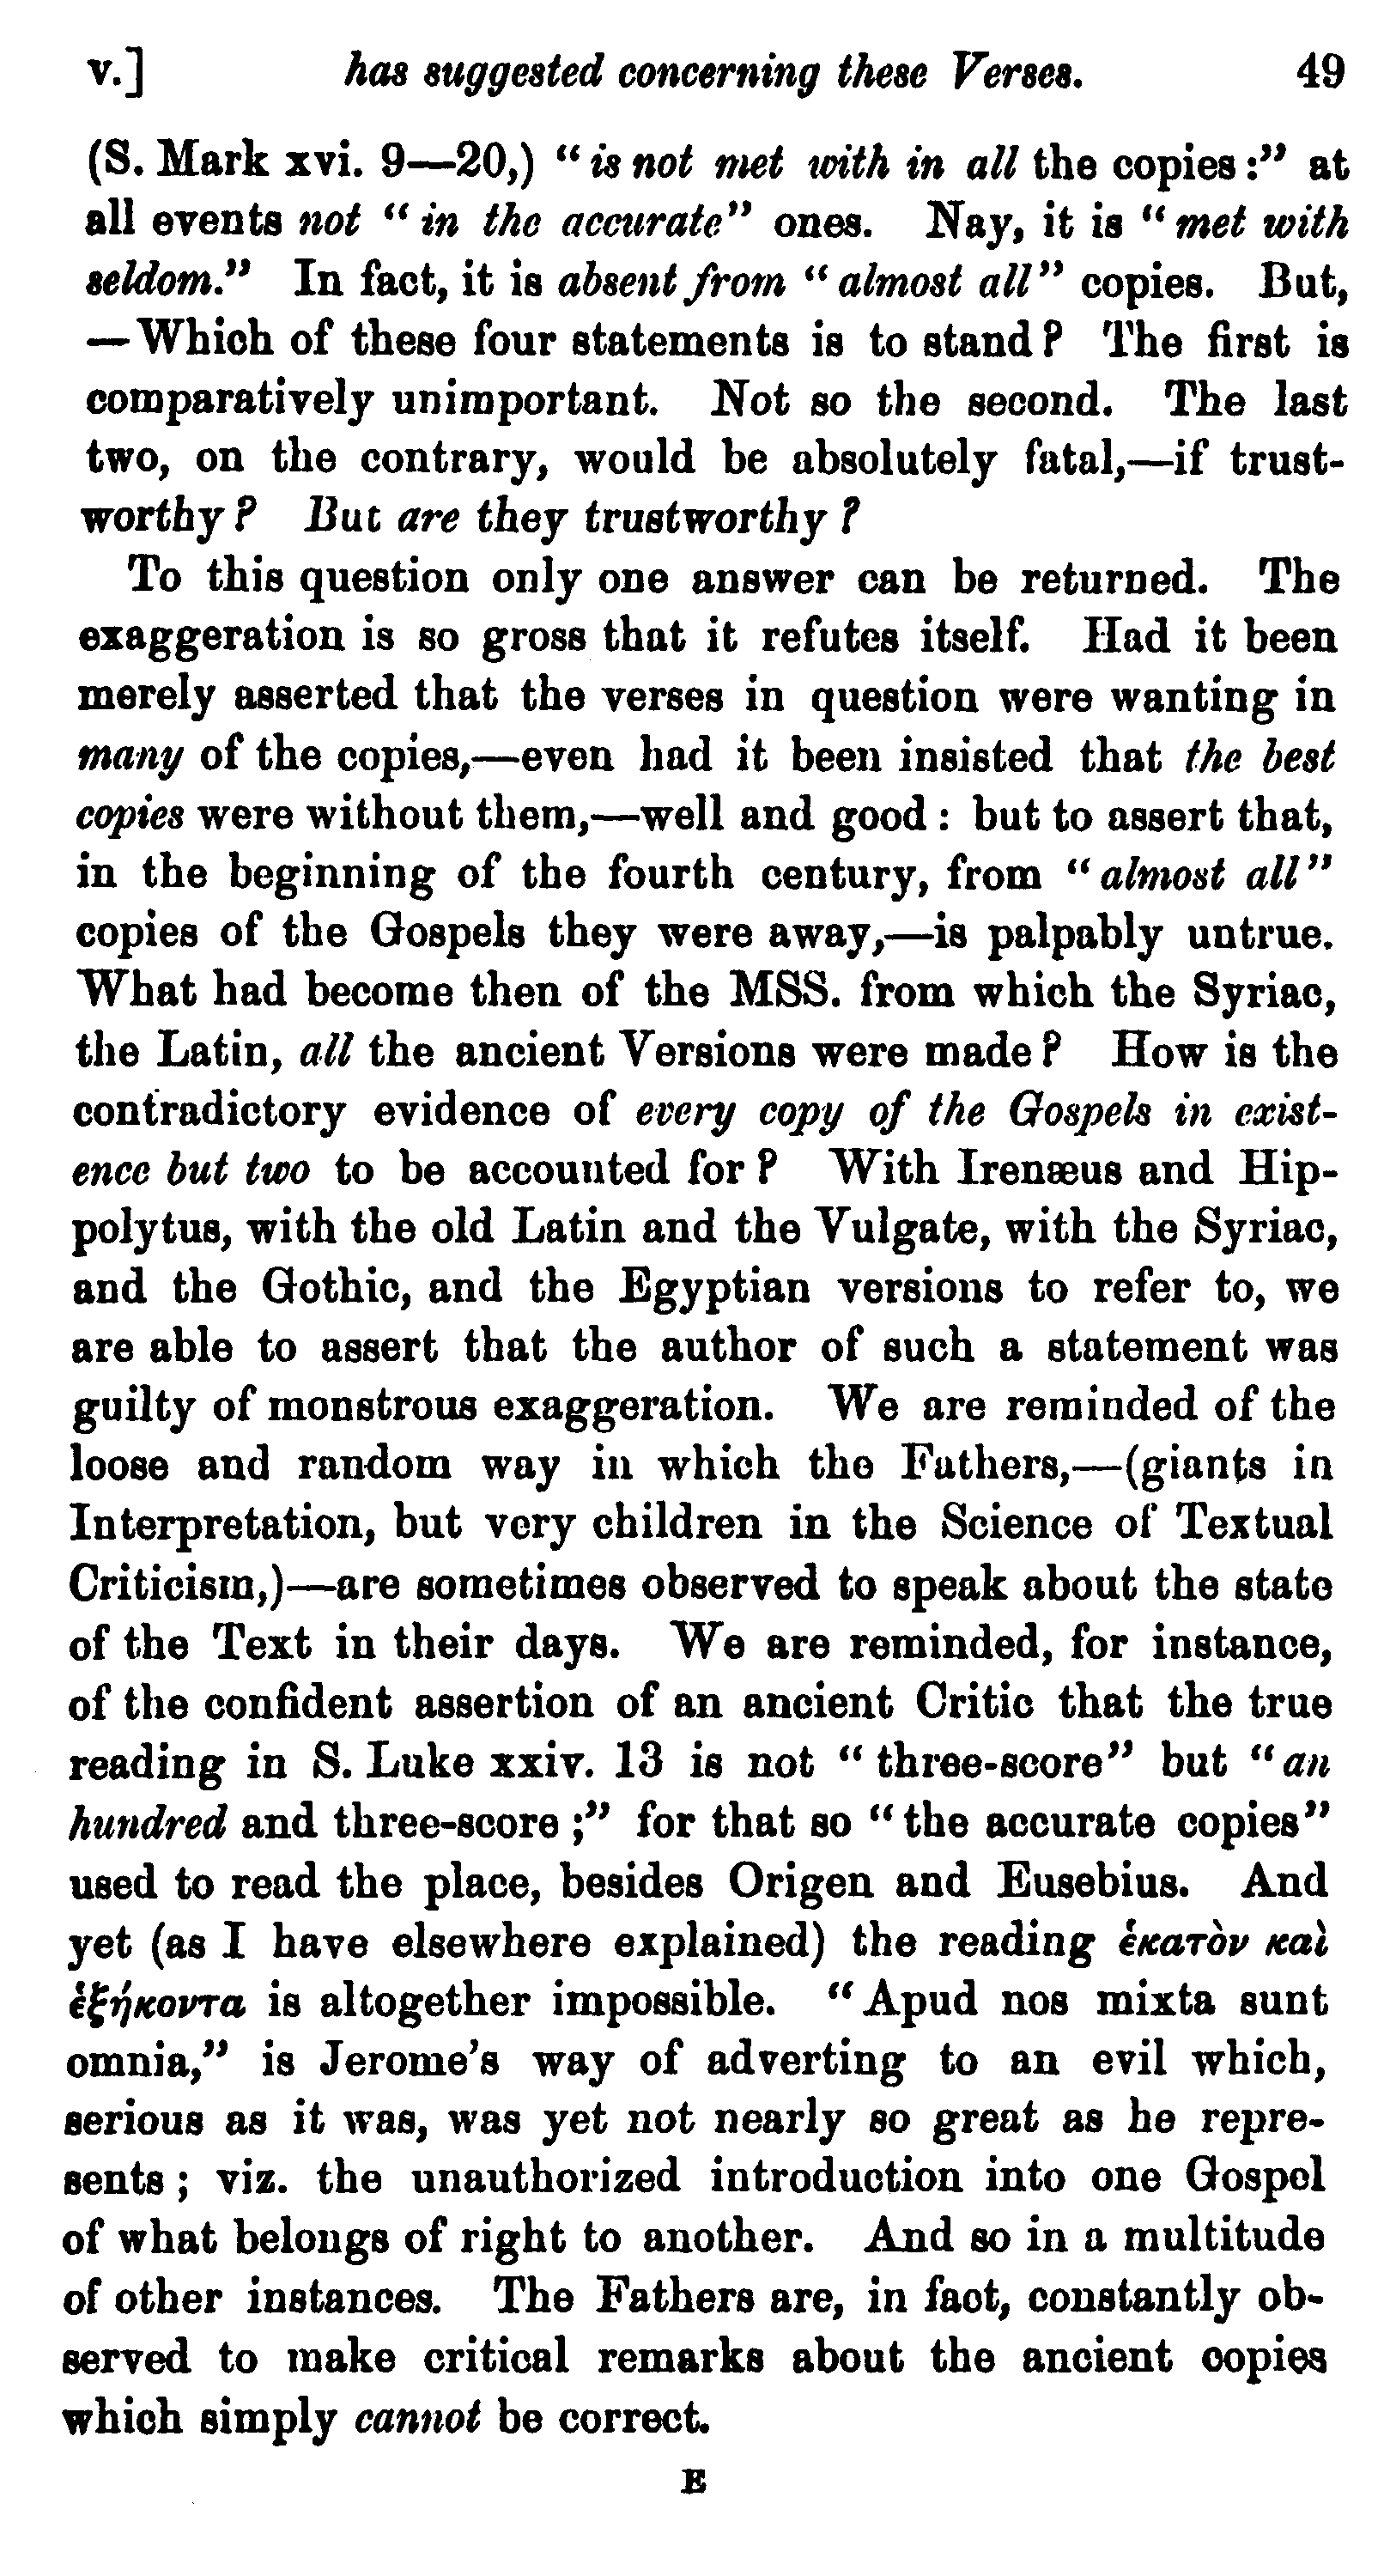 v.] has suggested concerning these Verses. 49
(S. Mark xvi. 9—20,) “is not met with in all the copies:” at
all events not “in the accurate” ones. Nay, it is “met with
seldom.” In fact, it is absent from “almost all” copies. But,
—Which of these four statements is to stand? The first is
comparatively unimportant. Not so the second. The last
two, on the contrary, would be absolutely fatal,—if trust-
worthy? But are they trustworthy?
To this question only one answer can be returned. The
exaggeration is so gross that it refutes itself. Had it been
merely asserted that the verses in question were wanting in
many of the copies,—even had it been insisted that the best
copies were without them,—well and good: but to assert that,
in the beginning of the fourth century, from “almost all”
copies of the Gospels they were away,—is palpably untrue.
What had become then of the MSS. from which the Syriac,
the Latin, all the ancient Versions were made? How is the
contradictory evidence of every copy of the Gospels in exist-
ence but two to be accounted for? With Irenæus and Hip-
polytus, with the old Latin and the Vulgate, with the Syriac,
and the Gothic, and the Egyptian versions to refer to, we
are able to assert that the author of such a statement was
guilty of monstrous exaggeration. We are reminded of the
loose and random way in which the Fathers,—(giants in
Interpretation, but very children in the Science of Textual
Criticism,)—are sometimes observed to speak about the state
of the Text in their days. We are reminded, for instance,
of the confident assertion of an ancient Critic that the true
reading in S. Luke xxiv. 13 is not “three-score” but “an
hundred and three-score;” for that so “the accurate copies”
used to read the place, besides Origen and Eusebius. And
yet (as I have elsewhere explained) the reading ἑκατὸν καὶ
ἑξήκοντα is altogether impossible. “Apud nos mixta sunt
omnia,” is Jerome's way of adverting to an evil which,
serious as it was, was yet not nearly so great as he repre-
sents; viz. the unauthorized introduction into one Gospel
of what belongs of right to another. And so in a multitude
of other instances. The Fathers are, in fact, constantly ob-
served to make critical remarks about the ancient copies
which simply cannot be correct.
E